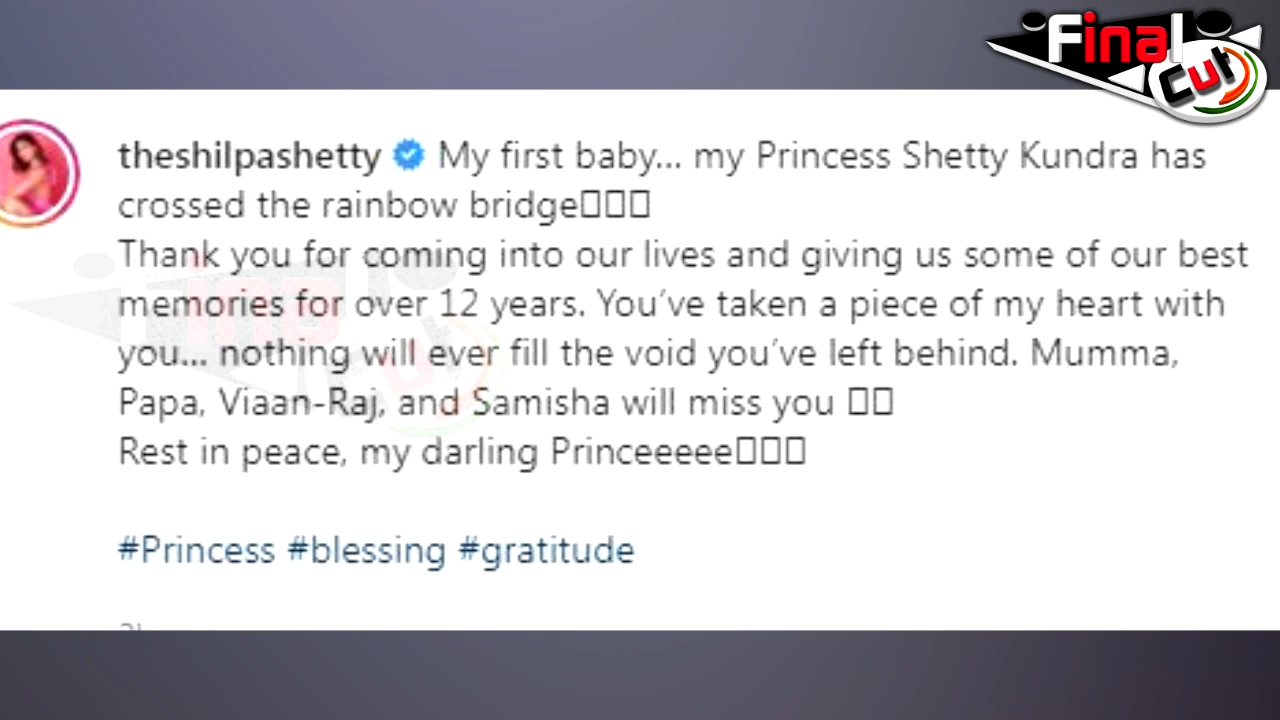 Final
Cut
theshilpashetty My first baby... my Princess Shetty Kundra has
crossed the rainbow bridge□□□
Thank you for coming into our lives and giving us some of our best
memories for over 12 years. You've taken a piece of my heart with
you... nothing will ever fill the void you've left behind. Mumma,
Papa, Viaan-Raj, and Samisha will miss you □□
Rest in peace, my darling Princeeeee□□□
#Princess #blessing #gratitude